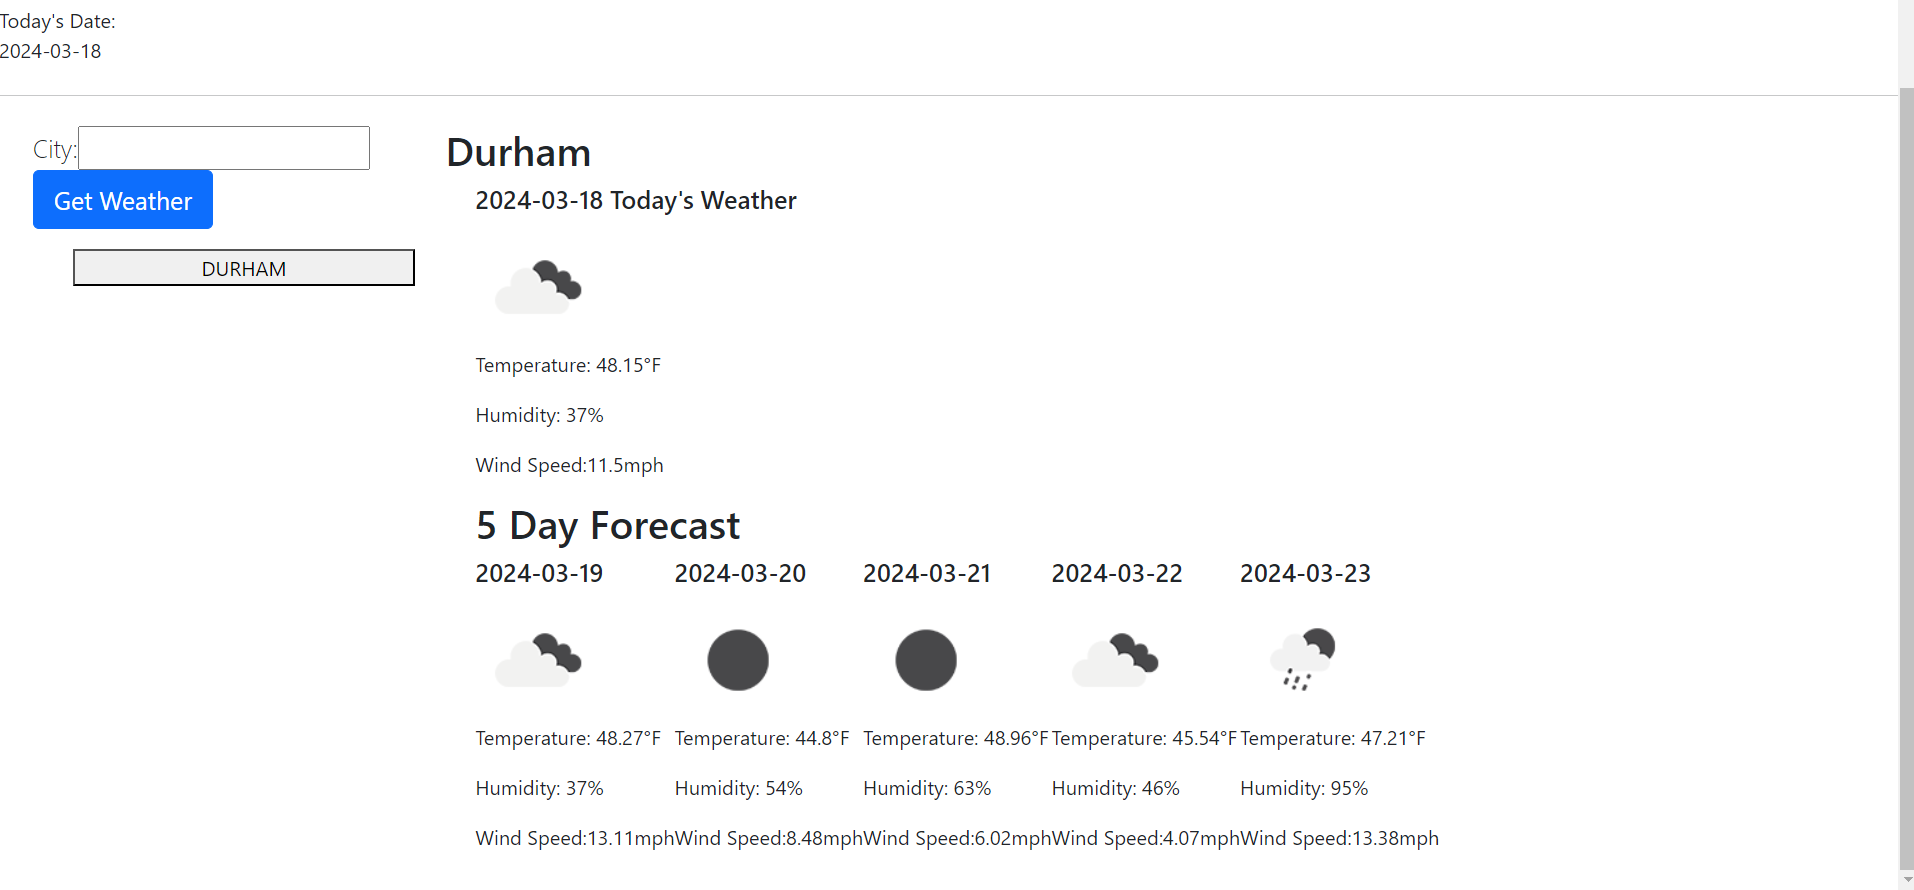 Today's Date:
2024-03-18
City:
Get Weather
DURHAM
Durham
2024-03-18 Today's Weather
Temperature: 48.15°F
Humidity: 37%
Wind Speed:11.5mph
5 Day Forecast
2024-03-19 2024-03-20 2024-03-21 2024-03-22 2024-03-23
Temperature: 48.27°F Temperature: 44.8°F Temperature: 48.96°F Temperature: 45.54°F Temperature: 47.21°F
Humidity: 37% Humidity: 54% Humidity: 63% Humidity: 46% Humidity: 95%
Wind Speed:13.11mph Wind Speed:8.48mph Wind Speed:6.02mph Wind Speed:4.07mph Wind Speed:13.38mph